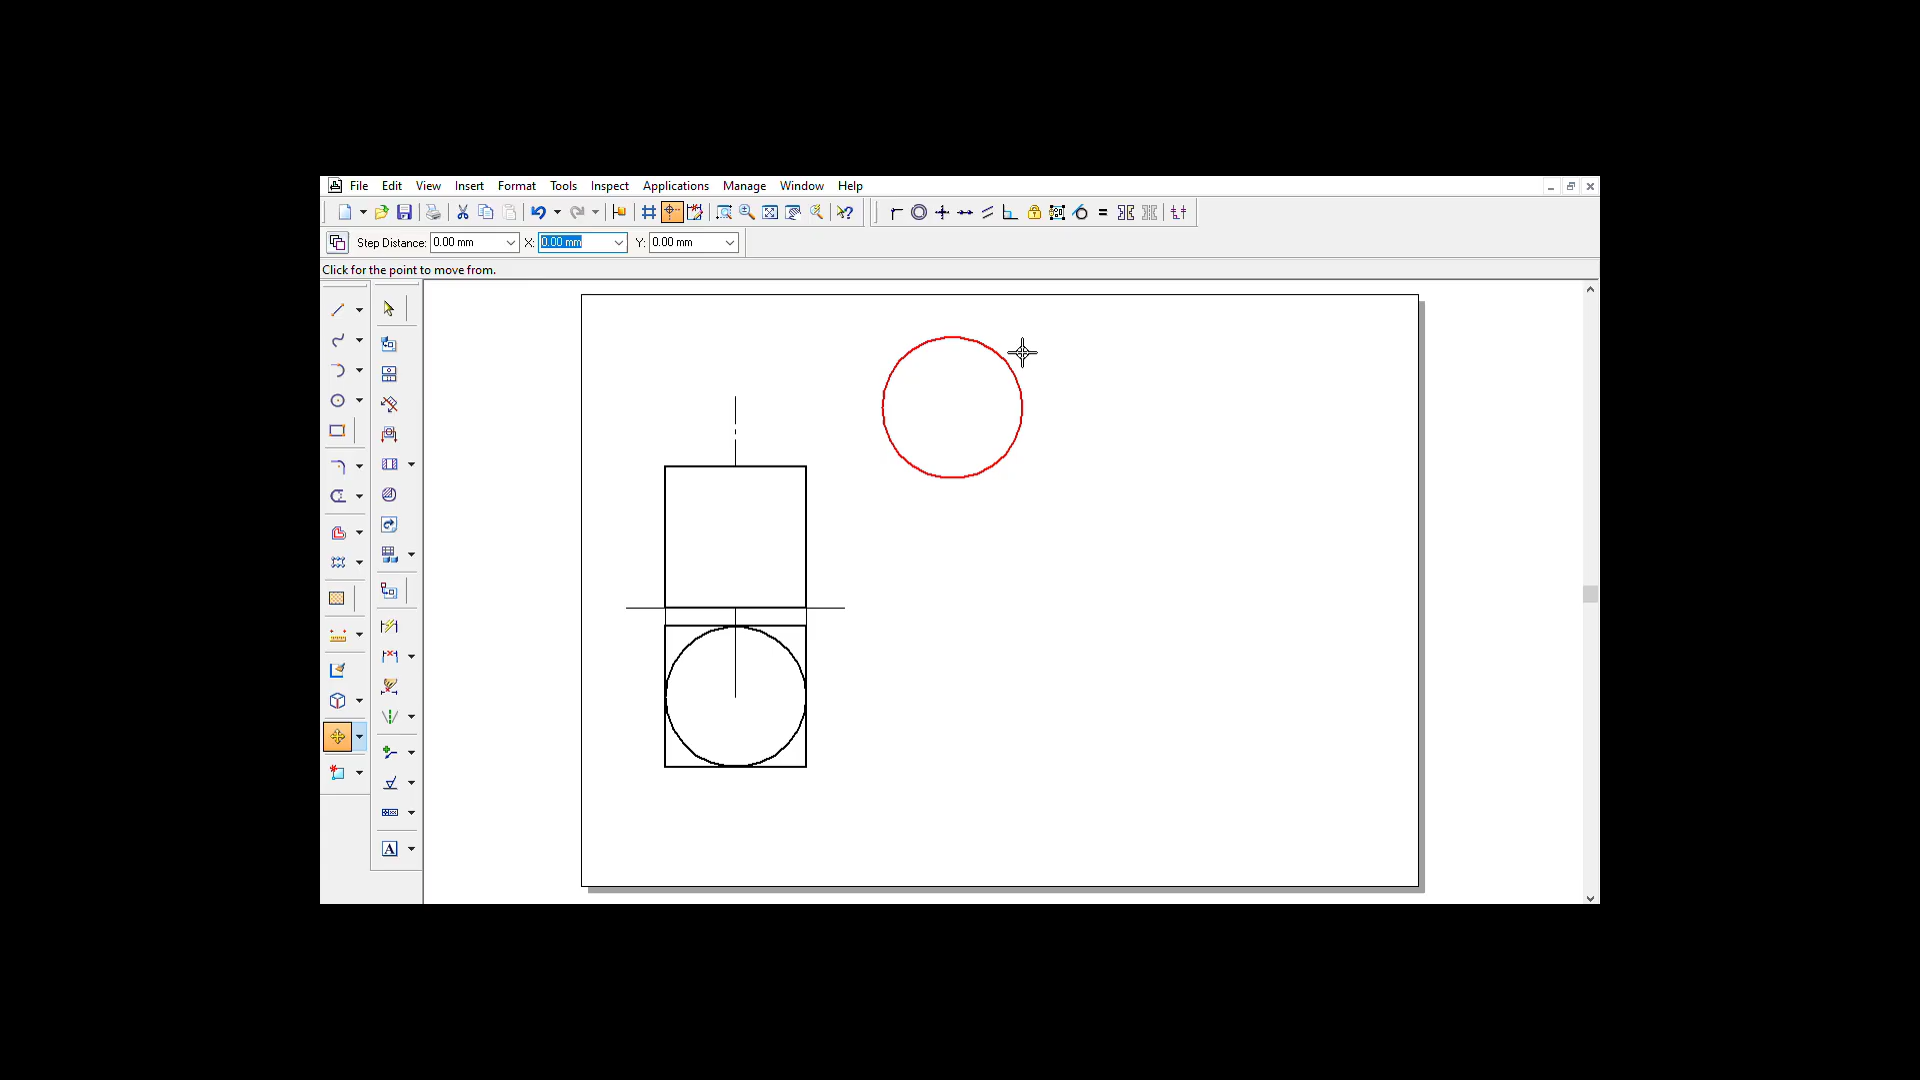 File Edit View Insert Format Tools Inspect Applications Manage Window Help
Step Distance: 0.00 mm X: 0.00 mm Y: 0.00 mm
Click for the point to move from.
A